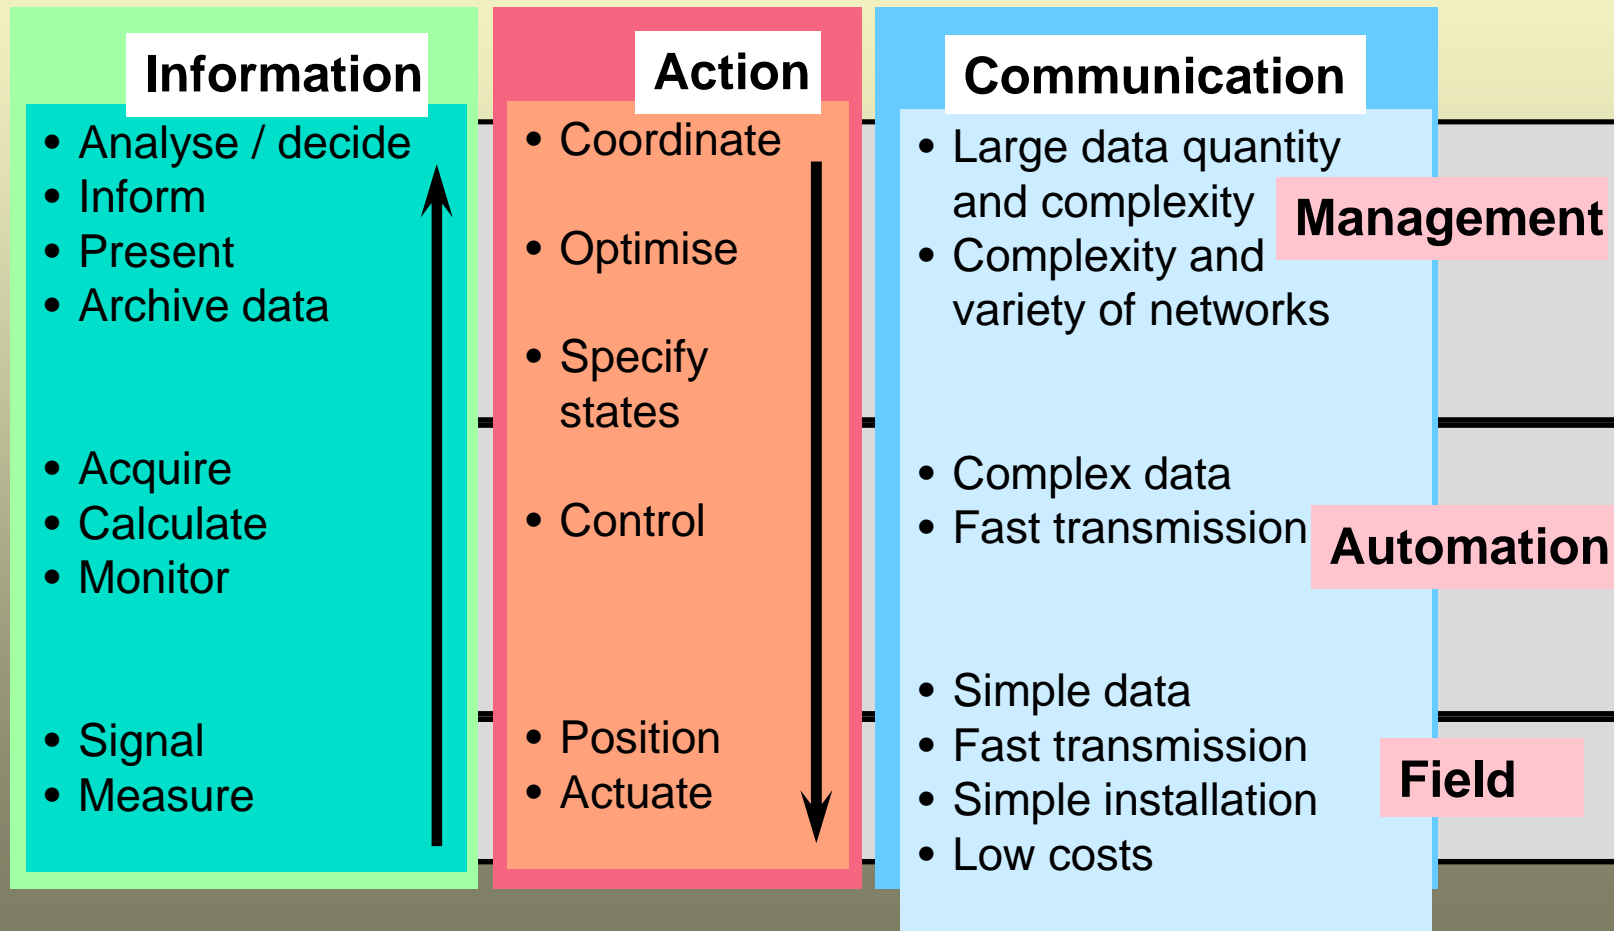 Information
• Analyse / decide
• Inform
• Present
• Archive data
• Acquire
• Calculate
• Monitor
• Signal
• Measure
Action
• Coordinate
• Optimise
• Specify
states
• Control
• Position
• Actuate
Communication
• Large data quantity
and complexity
• Complexity and
variety of networks
• Complex data
• Fast transmission
• Simple data
• Fast transmission
• Simple installation
• Low costs
Management
Automation
Field